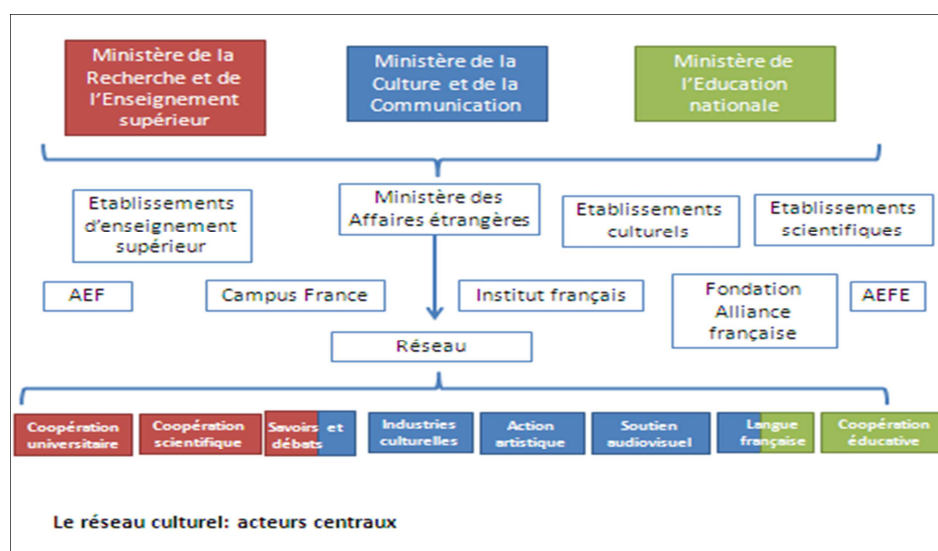 Ministère de la
Recherche et de
l'Enseignement
supérieur
Ministère de la
Culture et de la
Communication
Ministère de
l'Education
nationale
Etablissements
d'enseignement
supérieur
Ministère des
Affaires étrangères
Etablissements
culturels
Etablissements
scientifiques
AEF
Campus France
Institut français
Fondation
Alliance
française
AEFE
Réseau
Coopération
universitaire
Coopération
scientifique
Savoirs et
débats
Industries
culturelles
Action
artistique
Soutien
audiovisuel
Langue
française
Coopération
éducative
Le réseau culturel: acteurs centraux